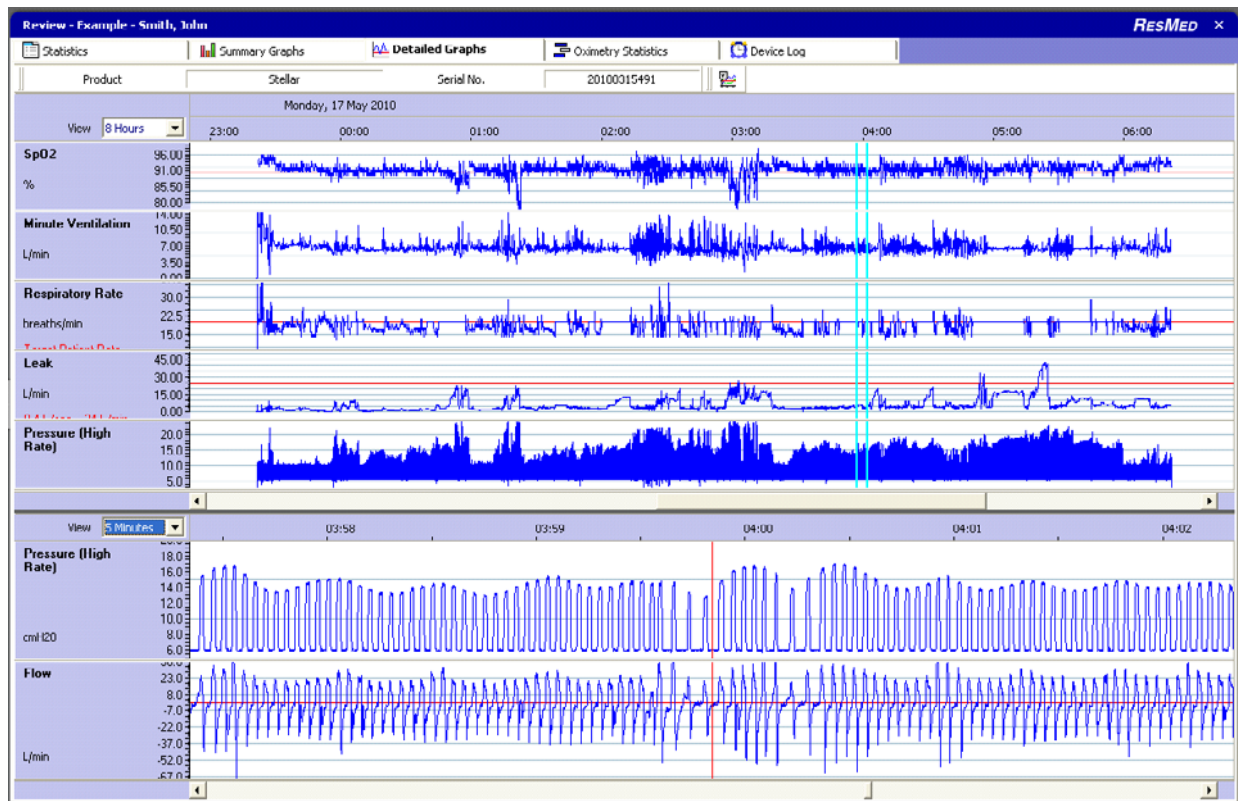 Review - Example - Smith, John ResMed ×
Statistics Summary Graphs Detailed Graphs Oximetry Statistics Device Log
Product Stellar Serial No. 20100315491
Monday, 17 May 2010
View 8 Hours 23:00 00:00 01:00 02:00 03:00 04:00 05:00 06:00
SpO2 96.00
91.00
% 85.50
80.00
14.00
Minute Ventilation 10.50
7.00
L/min 3.50
0.00
Respiratory Rate 30.0
breaths/min 22.5
15.0
Target Patient Rate
Leak 45.00
30.00
L/min 15.00
0.00
Pressure (High 20.0
Rate) 15.0
10.0
5.0
View 5 Minutes 03:58 03:59 04:00 04:01 04:02
Pressure (High 18.0
Rate) 16.0
14.0
12.0
10.0
cmH2O 8.0
6.0
Flow 23.0
8.0
-7.0
-22.0
-37.0
L/min -52.0
-67.0